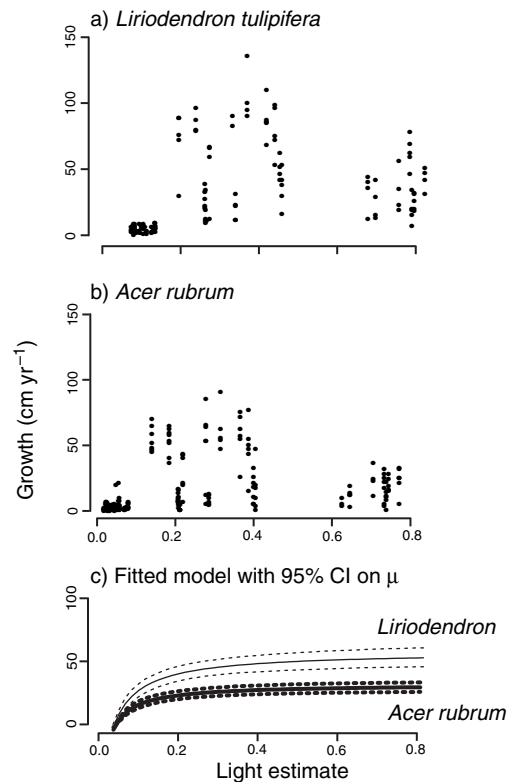 a) Liriodendron tulipifera
150
100
50
0
b) Acer rubrum
150
100
50
0
0.0 0.2 0.4 0.6 0.8
Growth (cm yr−1)
c) Fitted model with 95% CI on μ
100
50
0
Liriodendron
Acer rubrum
0.0 0.2 0.4 0.6 0.8
Light estimate